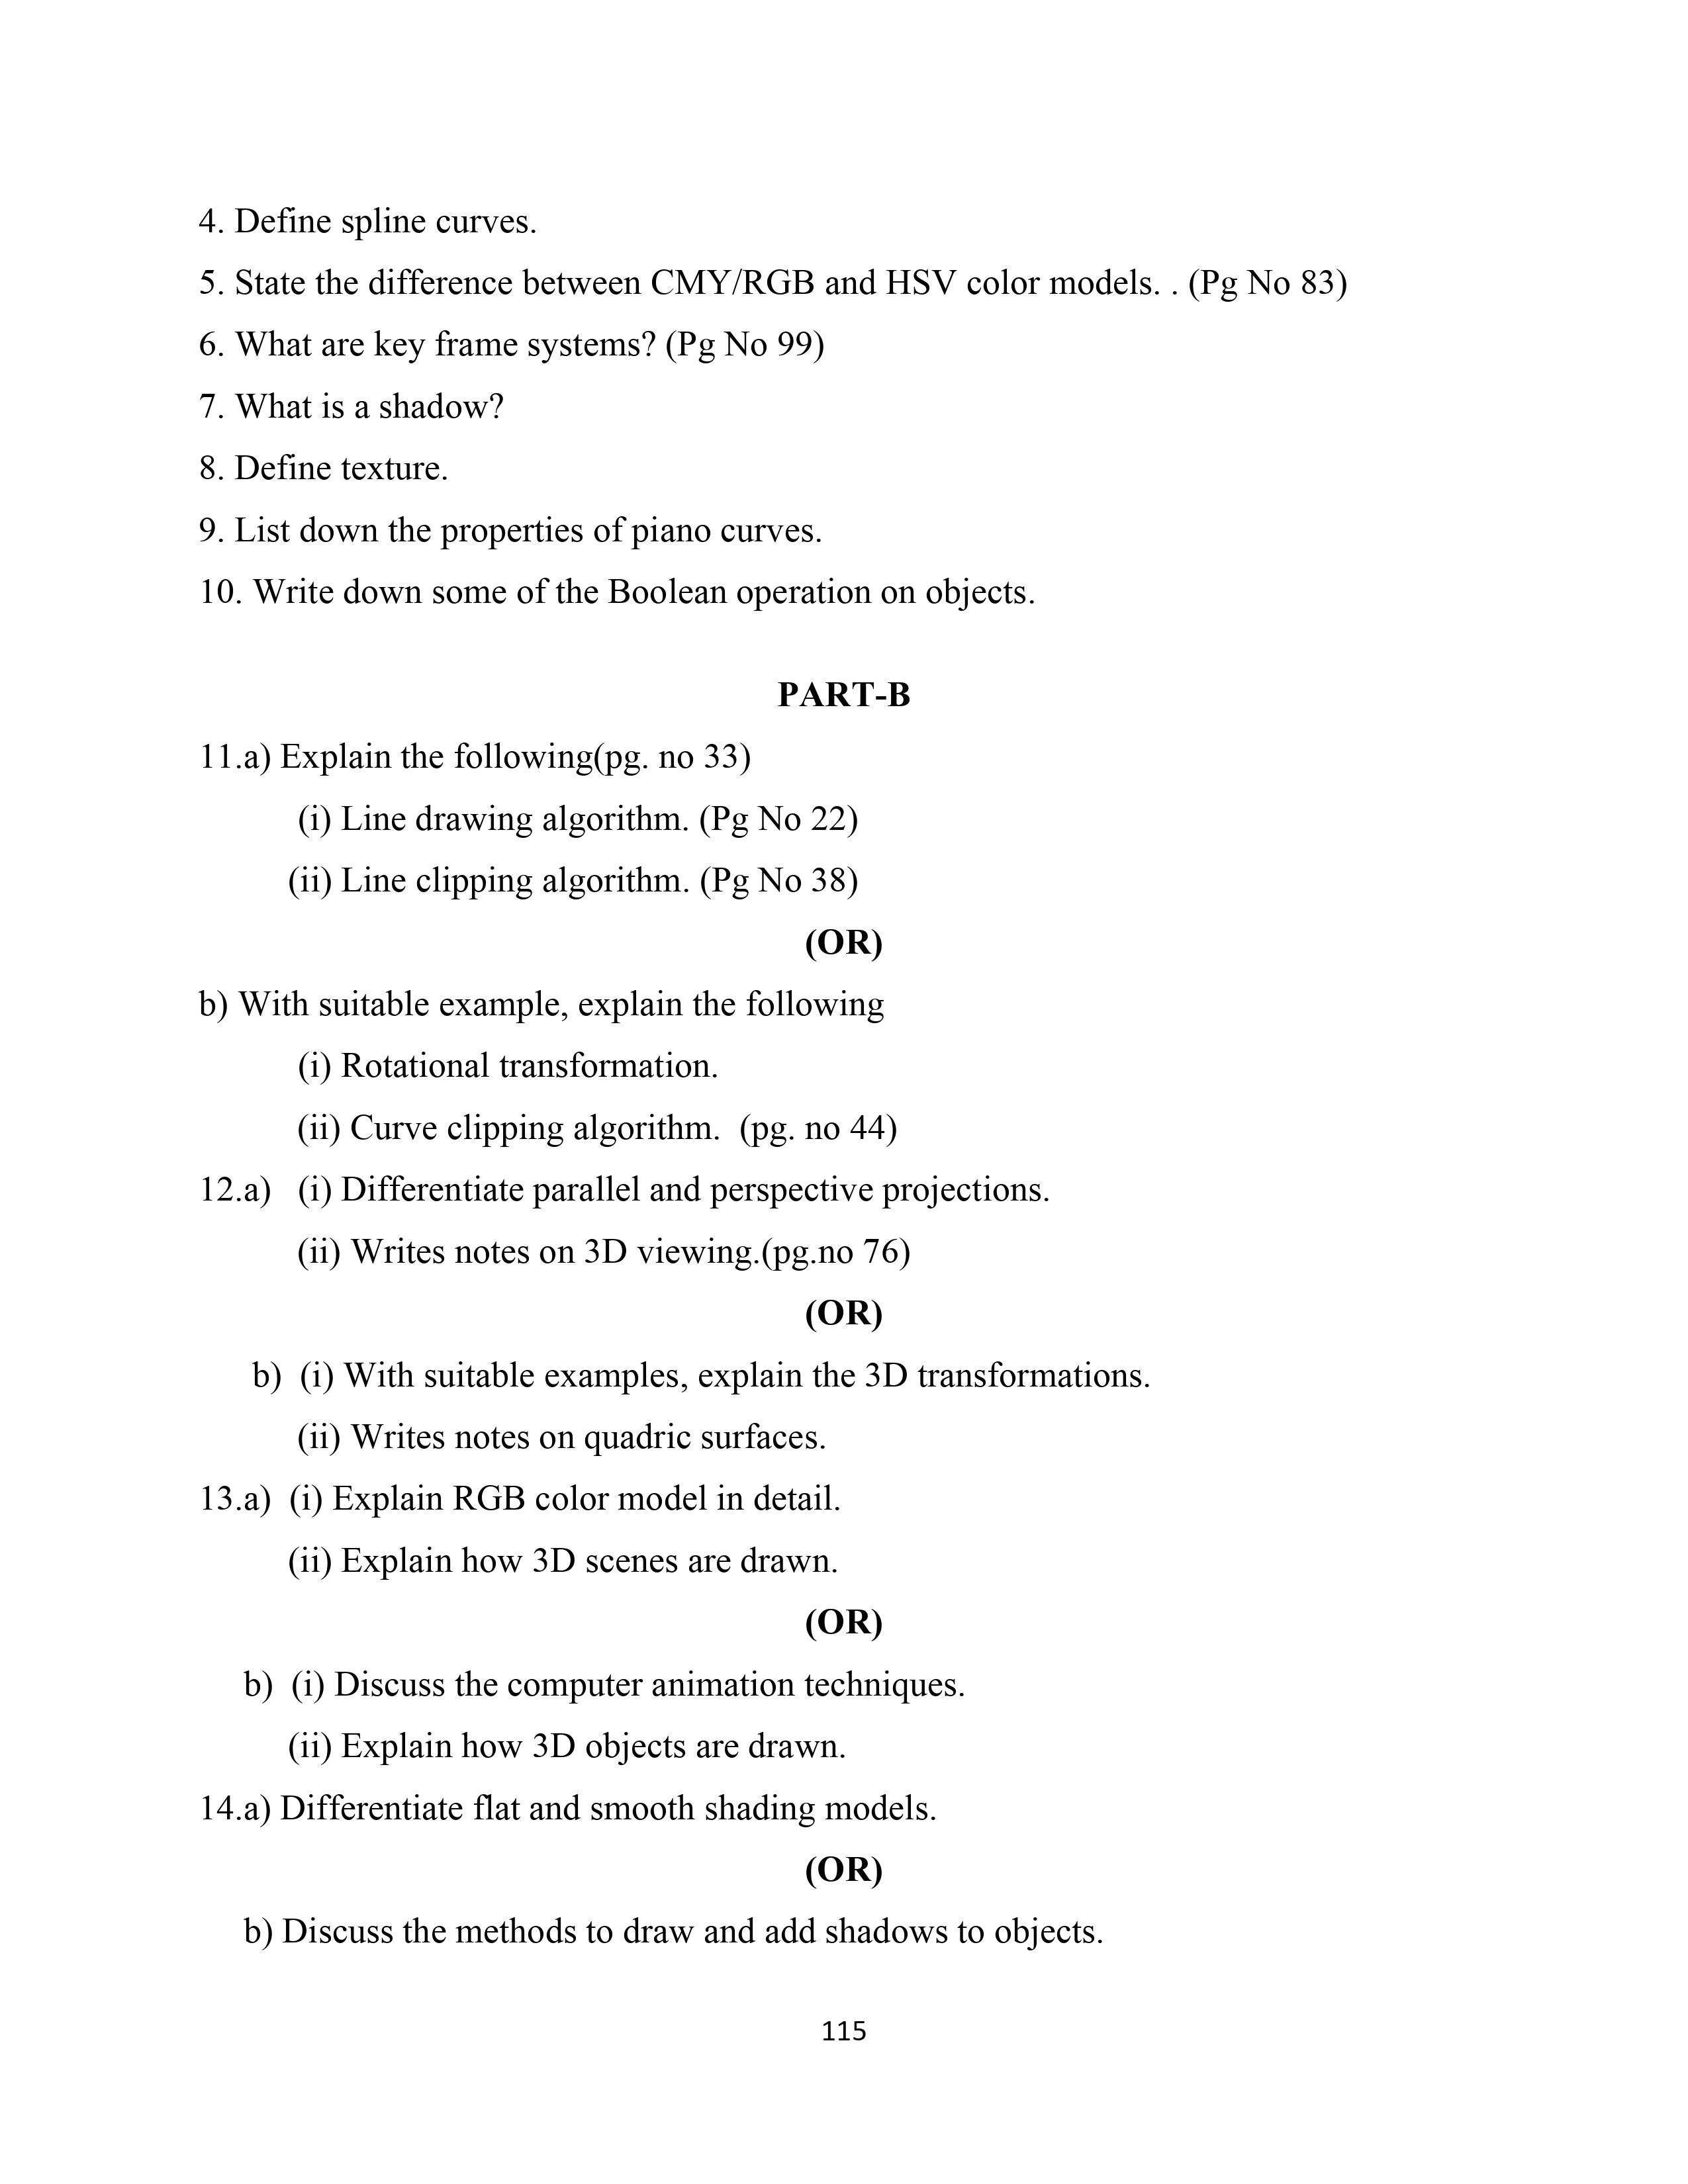 4. Define spline curves.
5. State the difference between CMY/RGB and HSV color models. . (Pg No 83)
6. What are key frame systems? (Pg No 99)
7. What is a shadow?
8. Define texture.
9. List down the properties of piano curves.
10. Write down some of the Boolean operation on objects.
PART-B
11.a) Explain the following(pg. no 33)
(i) Line drawing algorithm. (Pg No 22)
(ii) Line clipping algorithm. (Pg No 38)
(OR)
b) With suitable example, explain the following
(i) Rotational transformation.
(ii) Curve clipping algorithm.  (pg. no 44)
12.a)   (i) Differentiate parallel and perspective projections.
(ii) Writes notes on 3D viewing.(pg.no 76)
(OR)
b)  (i) With suitable examples, explain the 3D transformations.
(ii) Writes notes on quadric surfaces.
13.a)  (i) Explain RGB color model in detail.
(ii) Explain how 3D scenes are drawn.
(OR)
b)  (i) Discuss the computer animation techniques.
(ii) Explain how 3D objects are drawn.
14.a) Differentiate flat and smooth shading models.
(OR)
b) Discuss the methods to draw and add shadows to objects.
115